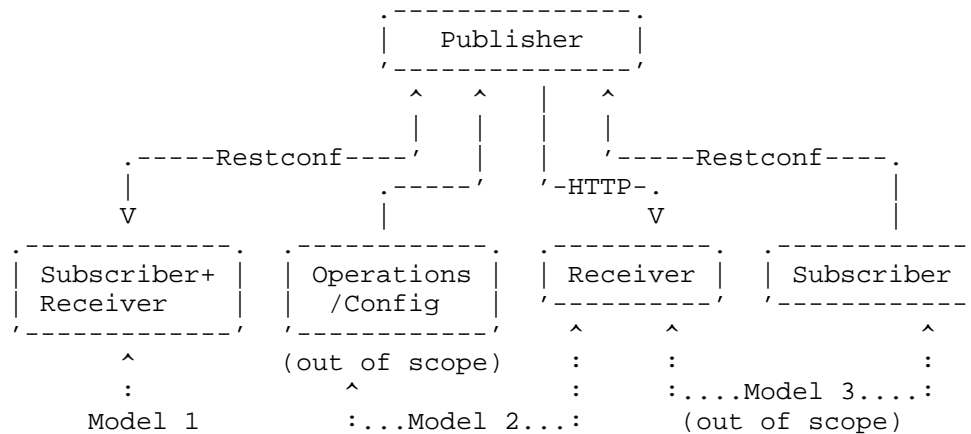 Publisher
Restconf Restconf
HTTP
Subscriber+ Operations Receiver Subscriber
Receiver /Config
(out of scope)
Model 3
Model 1 Model 2 (out of scope)